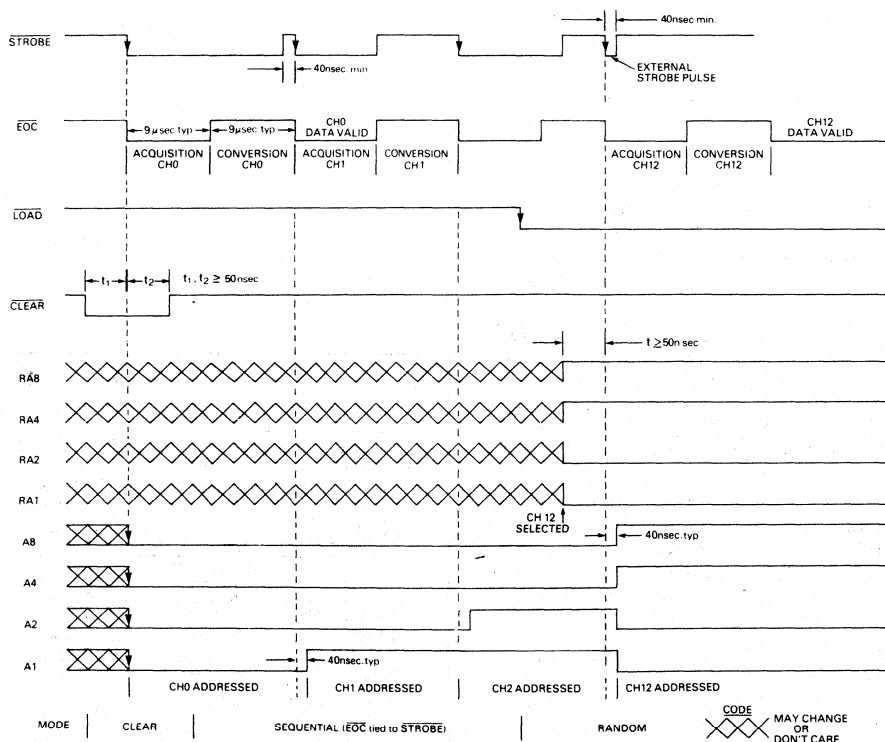 40nsec min.
STROBE
40nsec. min
EXTERNAL
STROBE PULSE
EOC
9μsec typ
9μsec typ
CH0
DATA VALID
CH12
DATA VALID
ACQUISITION
CH0
CONVERSION
CH0
ACQUISITION
CH1
CONVERSION
CH1
ACQUISITION
CH12
CONVERSION
CH12
LOAD
t1
t2
t1, t2 ≥ 50nsec
CLEAR
t ≥50n sec
RA8
RA4
RA2
RA1
CH 12
SELECTED
A8
40nsec.typ
A4
A2
A1
40nsec.typ
CH0 ADDRESSED
CH1 ADDRESSED
CH2 ADDRESSED
CH12 ADDRESSED
MODE
CLEAR
SEQUENTIAL (EOC tied to STROBE)
RANDOM
CODE
MAY CHANGE
OR
DON'T CARE